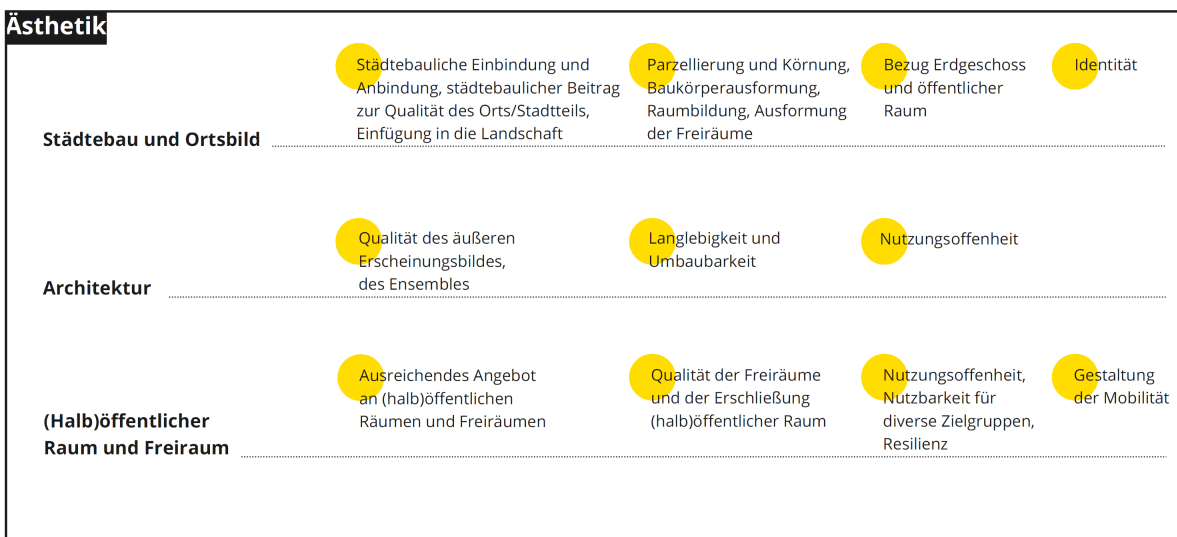 Ästhetik
Städtebau und Ortsbild
Städtebauliche Einbindung und
Anbindung, städtebaulicher Beitrag
zur Qualität des Orts/Stadtteils,
Einfügung in die Landschaft
Parzellierung und Körnung,
Baukörperausformung,
Raumbildung, Ausformung
der Freiräume
Bezug Erdgeschoss
und öffentlicher
Raum
Identität
Architektur
Qualität des äußeren
Erscheinungsbildes,
des Ensembles
Langlebigkeit und
Umbaubarkeit
Nutzungsoffenheit
(Halb)öffentlicher
Raum und Freiraum
Ausreichendes Angebot
an (halb)öffentlichen
Räumen und Freiräumen
Qualität der Freiräume
und der Erschließung
(halb)öffentlicher Raum
Nutzungsoffenheit,
Nutzbarkeit für
diverse Zielgruppen,
Resilienz
Gestaltung
der Mobilität